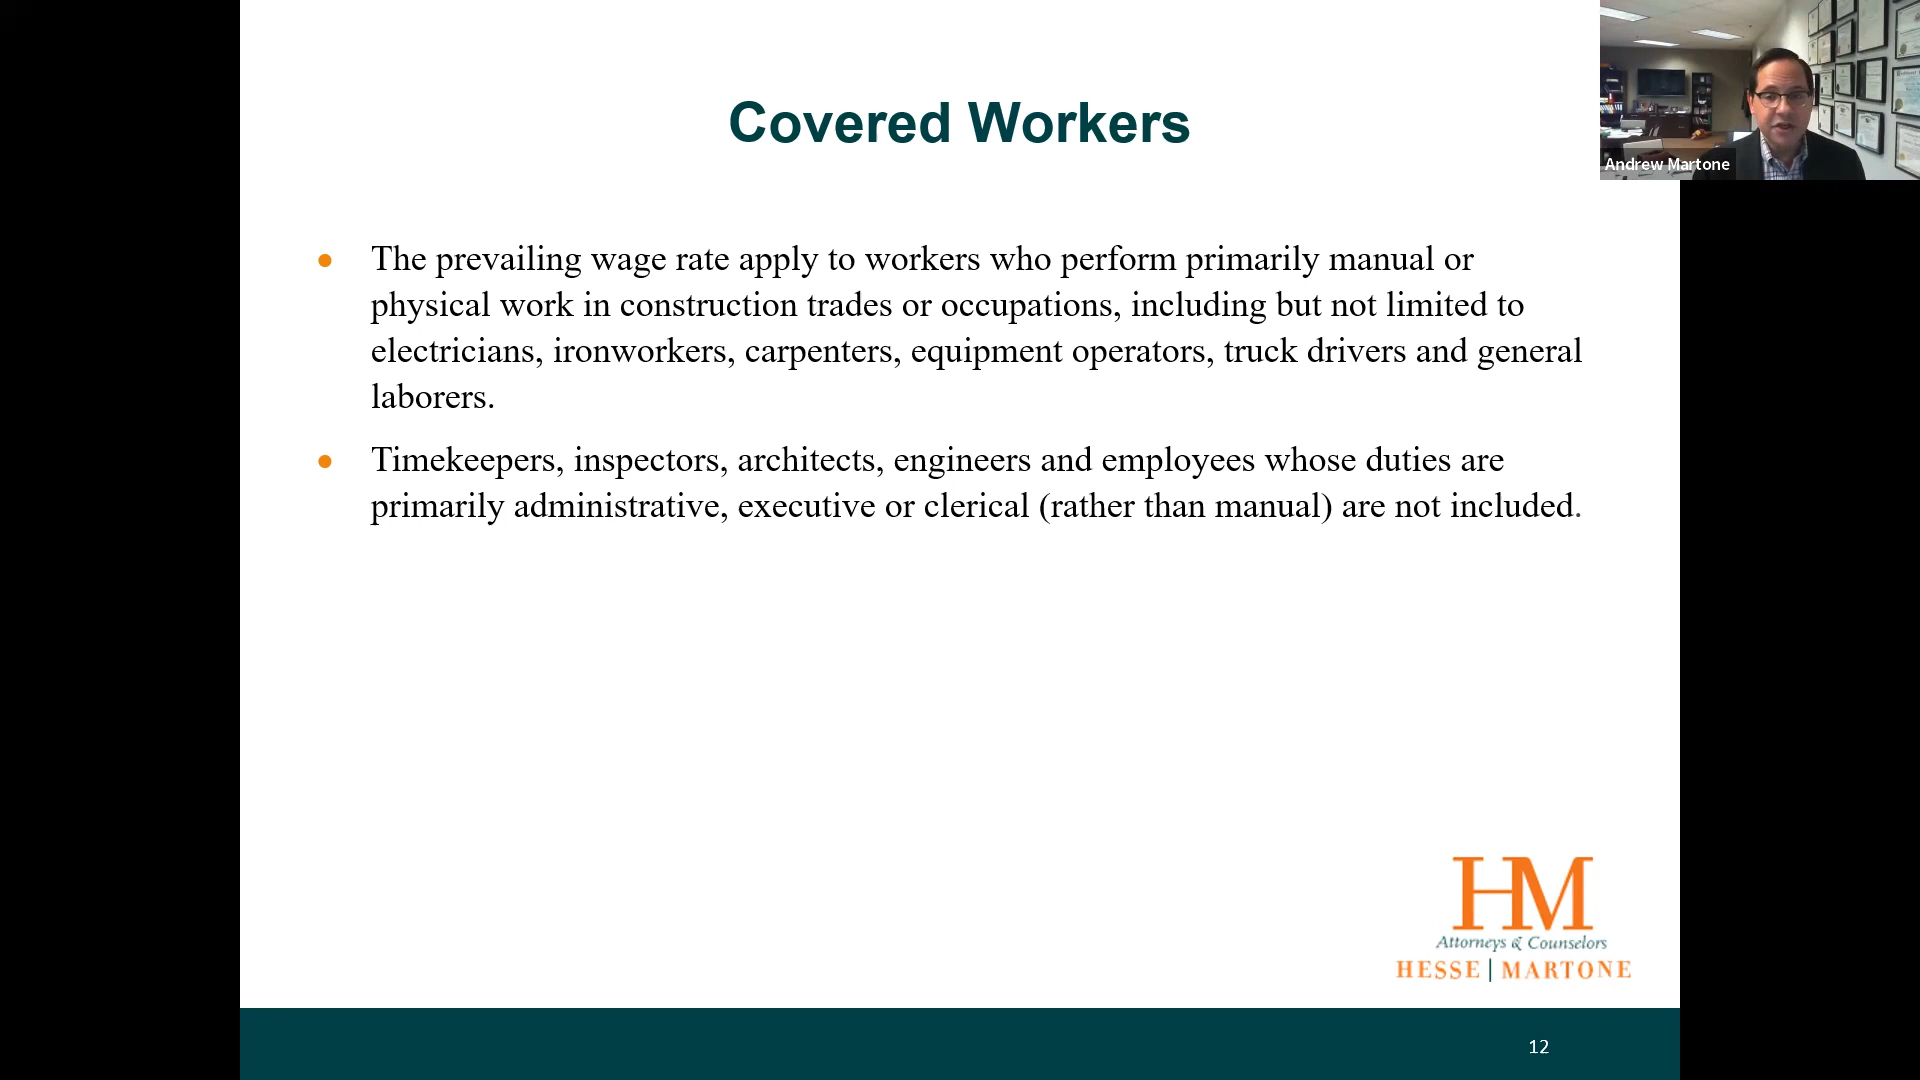 Covered Workers
Andrew Martone
The prevailing wage rate apply to workers who perform primarily manual or
physical work in construction trades or occupations, including but not limited to
electricians, ironworkers, carpenters, equipment operators, truck drivers and general
laborers.
Timekeepers, inspectors, architects, engineers and employees whose duties are
primarily administrative, executive or clerical (rather than manual) are not included.
HM
Attorneys & Counselors
HESSE | MARTONE
12